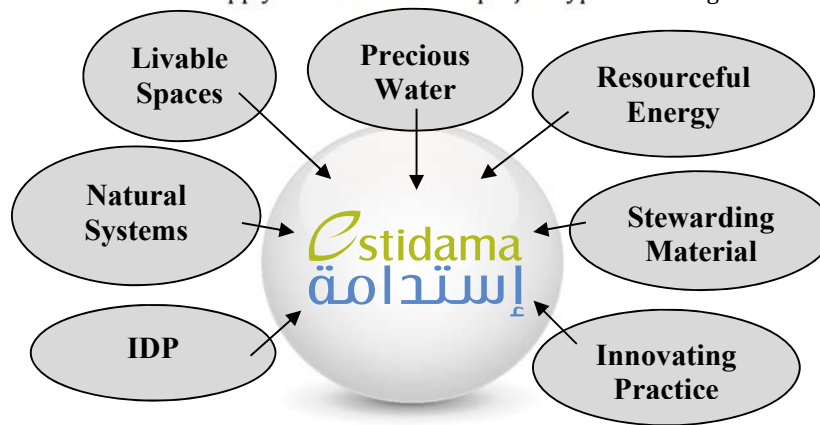 Livable
Spaces
Precious
Water
Resourceful
Energy
Natural
Systems
estidama
إستدامة
Stewarding
Material
IDP
Innovating
Practice